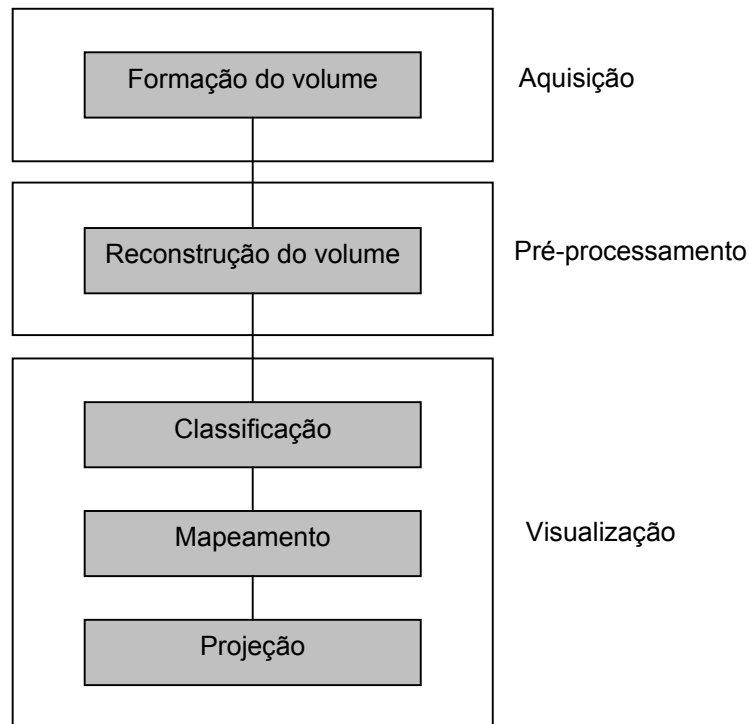 Formação do volume
Aquisição
Reconstrução do volume
Pré-processamento
Classificação
Mapeamento
Visualização
Projeção